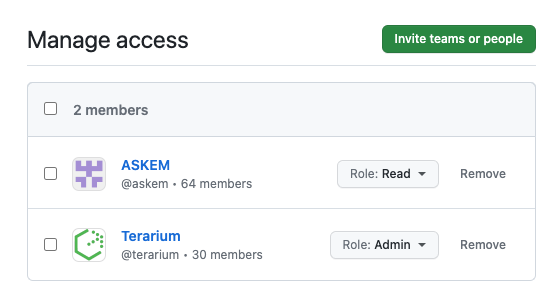 Manage access
Invite teams or people
2 members
ASKEM
@askem • 64 members
Role: Read
Remove
Terarium
@terarium • 30 members
Role: Admin
Remove